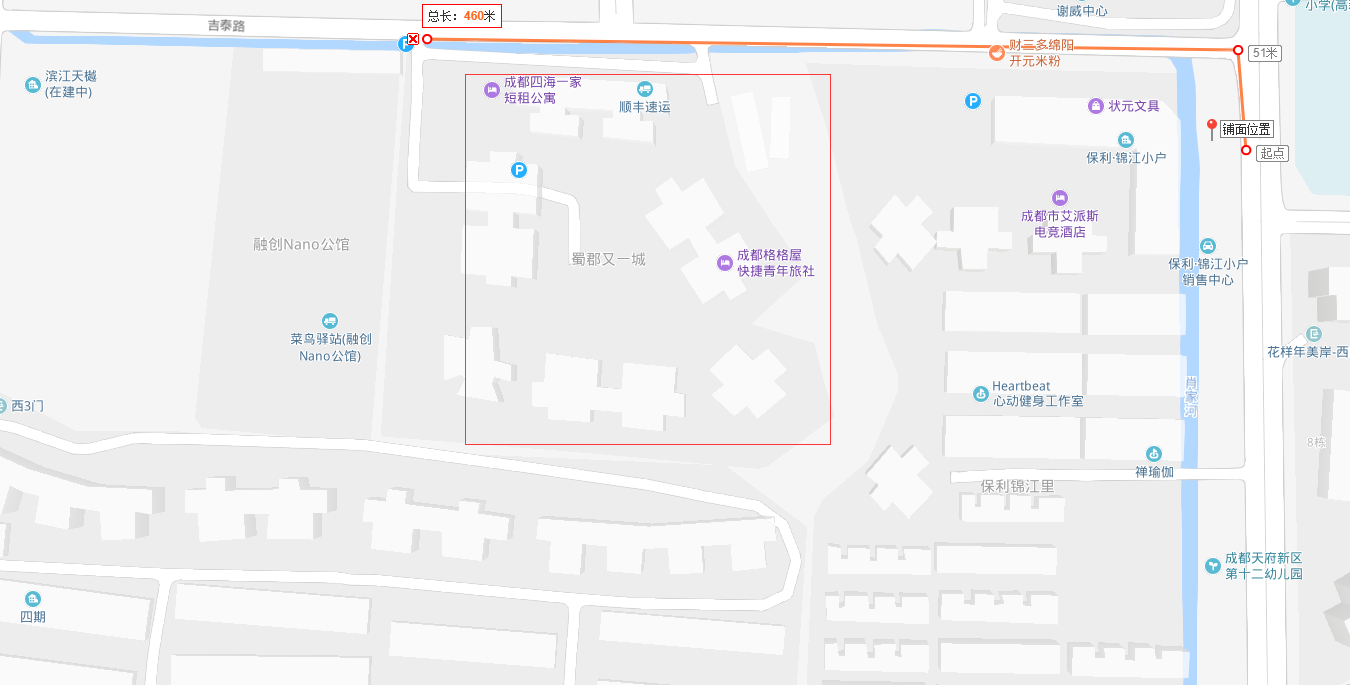 吉泰路
总长：460米
谢威中心
小学(高新
财三多绵阳
开元米粉
51米
滨江天樾
(在建中)
成都四海一家
短租公寓
顺丰速运
P
P
P
状元文具
铺面位置
起点
保利·锦江小户
成都市艾派斯
电竞酒店
融创Nano公馆
蜀郡又一城
成都格格屋
快捷青年旅社
保利·锦江小户
销售中心
菜鸟驿站(融创
Nano公馆)
花样年美岸-西
Heartbeat
心动健身工作室
肖家河
西3门
8栋
禅瑜伽
保利锦江里
成都天府新区
第十二幼儿园
四期